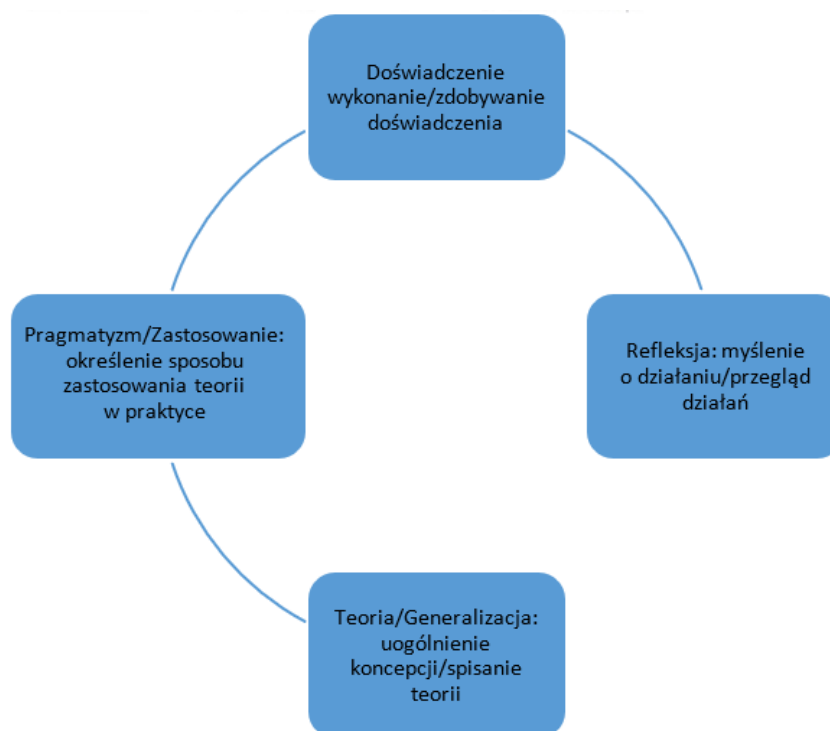 Doświadczenie
wykonanie/zdobywanie
doświadczenia
Pragmatyzm/Zastosowanie:
określenie sposobu
zastosowania teorii
w praktyce
Refleksja: myślenie
o działaniu/przegląd
działań
Teoria/Generalizacja:
uogólnienie
koncepcji/spisanie
teorii